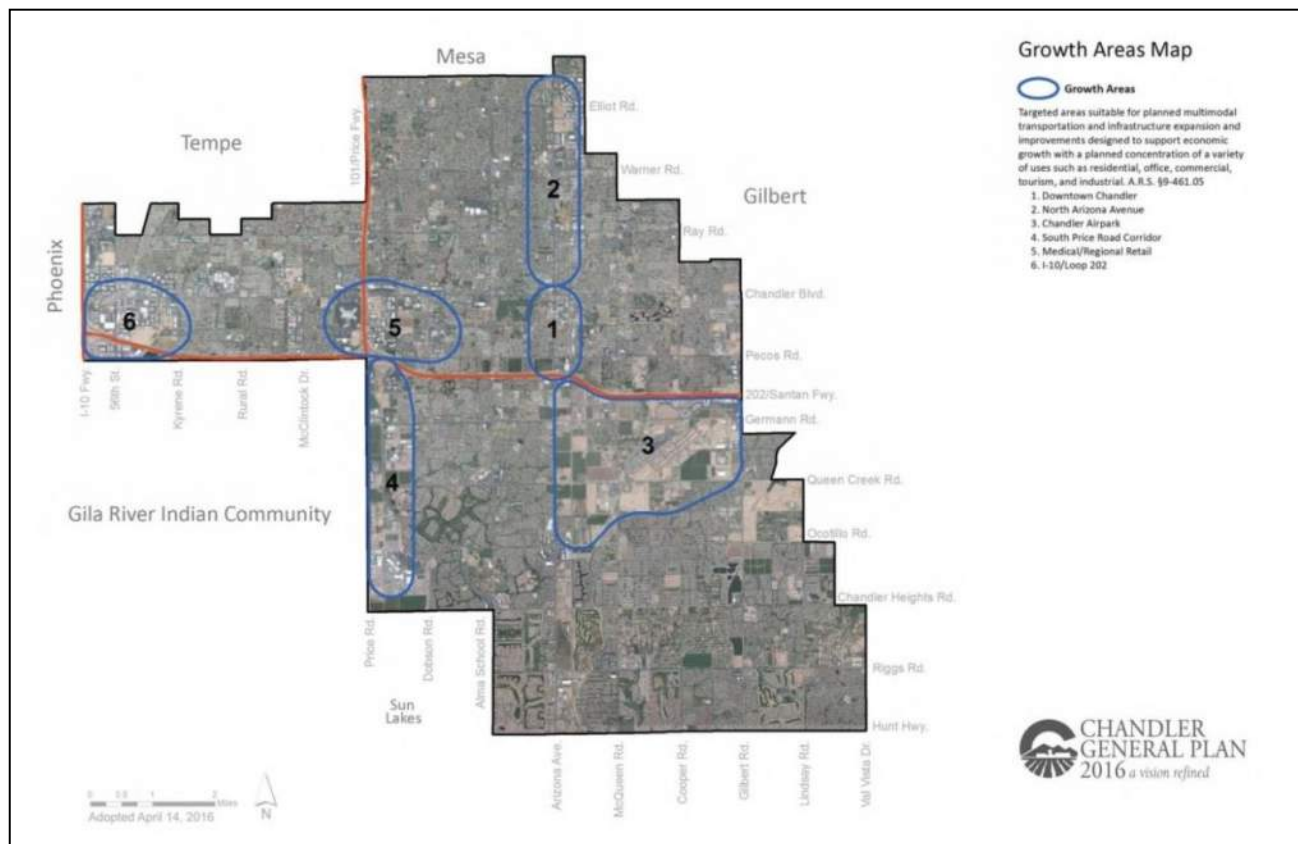 Growth Areas Map
Growth Areas
Targeted areas suitable for planned multimodal
transportation and infrastructure expansion and
improvements designed to support economic
growth with a planned concentration of a variety
of uses such as residential, office, commercial,
tourism, and industrial. A.R.S. §9-461.05
1. Downtown Chandler
2. North Arizona Avenue
3. Chandler Airpark
4. South Price Road Corridor
5. Medical/Regional Retail
6. I-10/Loop 202
Mesa
Tempe
Gilbert
Phoenix
Gila River Indian Community
Sun
Lakes
101/Price Fwy.
Elliot Rd.
Warner Rd.
Ray Rd.
Chandler Blvd.
Pecos Rd.
202/Santan Fwy.
Germann Rd.
Queen Creek Rd.
Ocotillo Rd.
Chandler Heights Rd.
Riggs Rd.
Hunt Hwy.
I-10 Fwy.
56th St.
Kyrene Rd.
Rural Rd.
McClintock Dr.
Price Rd.
Dobson Rd.
Alma School Rd.
Arizona Ave.
McQueen Rd.
Cooper Rd.
Gilbert Rd.
Lindsay Rd.
Val Vista Dr.
2
6
5
1
3
4
0 0.5 1 2
Miles
Adopted April 14, 2016
N
CHANDLER
GENERAL PLAN
2016 a vision refined